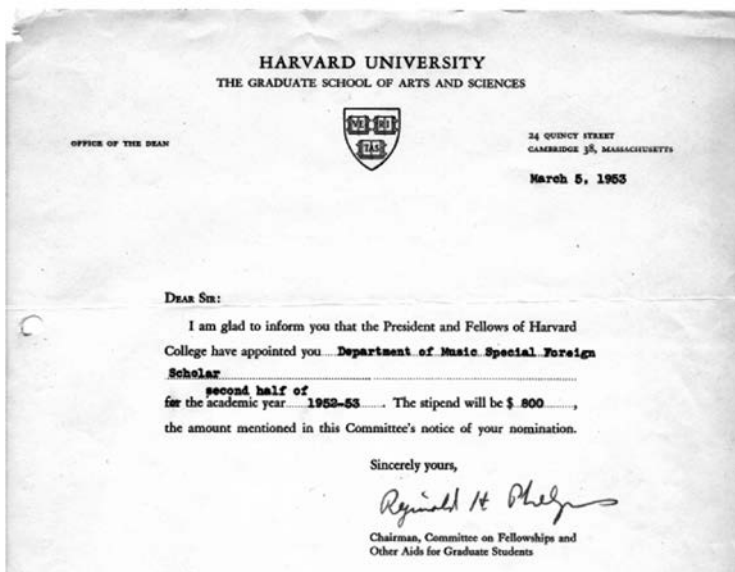 HARVARD UNIVERSITY
THE GRADUATE SCHOOL OF ARTS AND SCIENCES
VE RI
TAS
OFFICE OF THE DEAN
24 QUINCY STREET
CAMBRIDGE 38, MASSACHUSETTS
March 5, 1953
DEAR SIR:
I am glad to inform you that the President and Fellows of Harvard
College have appointed you Department of Music Special Foreign
Scholar
second half of
for the academic year 1952-53. The stipend will be $ 800,
the amount mentioned in this Committee's notice of your nomination.
Sincerely yours,
Reginald H Phelps
Chairman, Committee on Fellowships and
Other Aids for Graduate Students